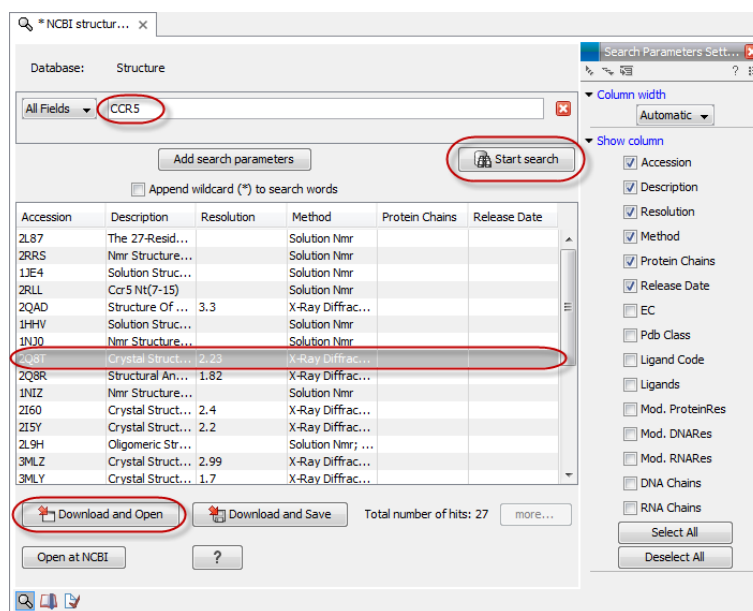 * NCBI structur...
Database: Structure
All Fields CCR5
Add search parameters Start search
Append wildcard (*) to search words
Accession Description Resolution Method Protein Chains Release Date
2L87 The 27-Resid... Solution Nmr
2RRS Nmr Structure... Solution Nmr
1JE4 Solution Struc... Solution Nmr
2RLL Ccr5 Nt(7-15) Solution Nmr
2QAD Structure Of ... 3.3 X-Ray Diffrac...
1HHV Solution Struc... Solution Nmr
1NJ0 Nmr Structure... Solution Nmr
2Q8T Crystal Struct... 2.23 X-Ray Diffrac...
2Q8R Structural An... 1.82 X-Ray Diffrac...
1NIZ Nmr Structure... Solution Nmr
2I60 Crystal Struct... 2.4 X-Ray Diffrac...
2I5Y Crystal Struct... 2.2 X-Ray Diffrac...
2L9H Oligomeric Str... Solution Nmr; ...
3MLZ Crystal Struct... 2.99 X-Ray Diffrac...
3MLY Crystal Struct... 1.7 X-Ray Diffrac...
Download and Open Download and Save Total number of hits: 27 more...
Open at NCBI ?
Search Parameters Sett...
?
Column width
Automatic
Show column
Accession
Description
Resolution
Method
Protein Chains
Release Date
EC
Pdb Class
Ligand Code
Ligands
Mod. ProteinRes
Mod. DNARes
Mod. RNARes
DNA Chains
RNA Chains
Select All
Deselect All